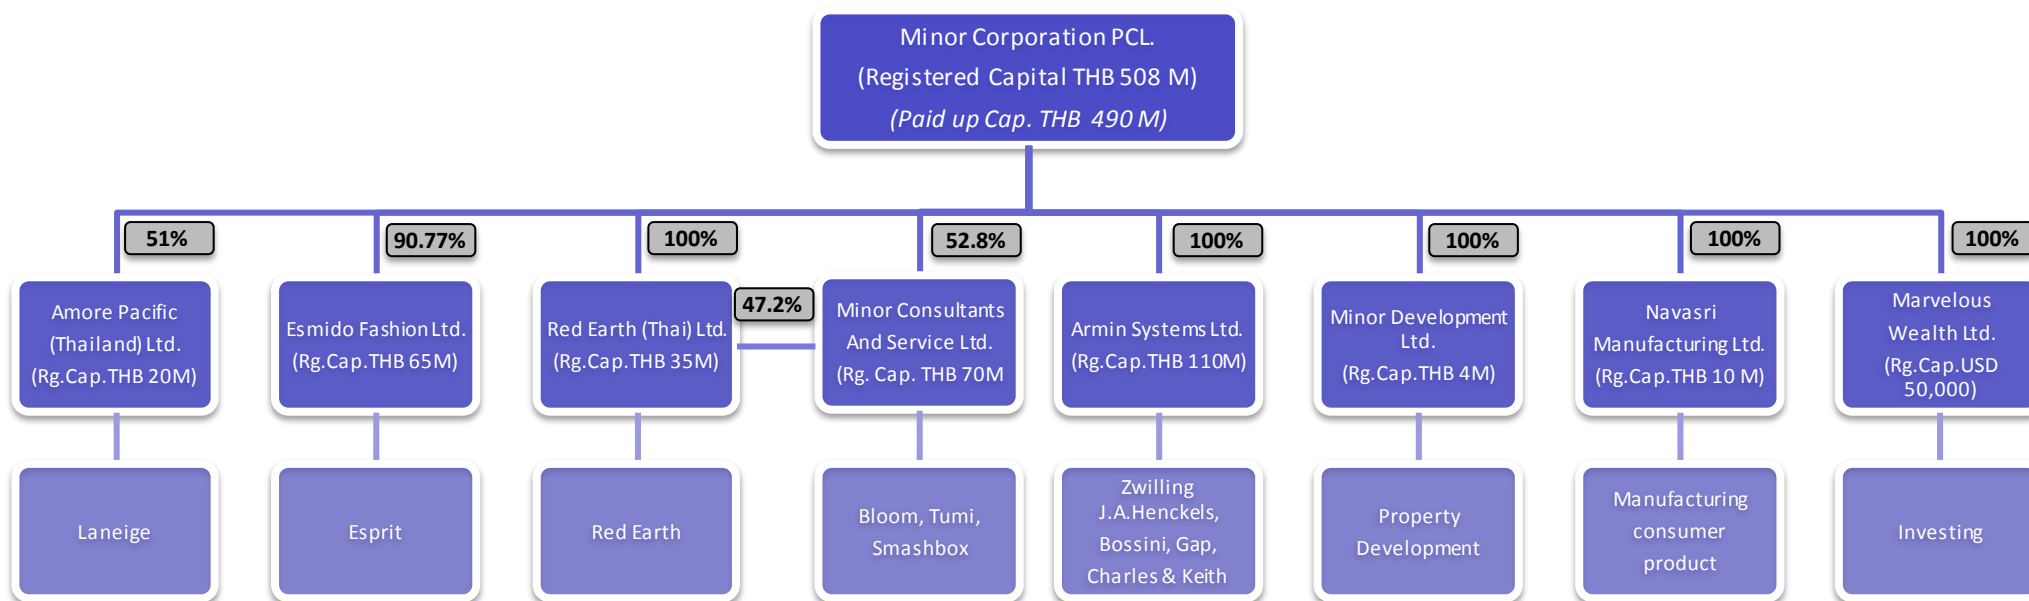 Minor Corporation PCL.
(Registered Capital THB 508 M)
(Paid up Cap. THB 490 M)
51%
90.77%
100%
52.8%
100%
100%
100%
100%
47.2%
Amore Pacific
(Thailand) Ltd.
(Rg.Cap.THB 20M)
Esmido Fashion Ltd.
(Rg.Cap.THB 65M)
Red Earth (Thai) Ltd.
(Rg.Cap.THB 35M)
Minor Consultants
And Service Ltd.
(Rg. Cap. THB 70M
Armin Systems Ltd.
(Rg.Cap.THB 110M)
Minor Development
Ltd.
(Rg.Cap.THB 4M)
Navasri
Manufacturing Ltd.
(Rg.Cap.THB 10 M)
Marvelous
Wealth Ltd.
(Rg.Cap.USD
50,000)
Laneige
Esprit
Red Earth
Bloom, Tumi,
Smashbox
Zwilling
J.A.Henckels,
Bossini, Gap,
Charles & Keith
Property
Development
Manufacturing
consumer
product
Investing